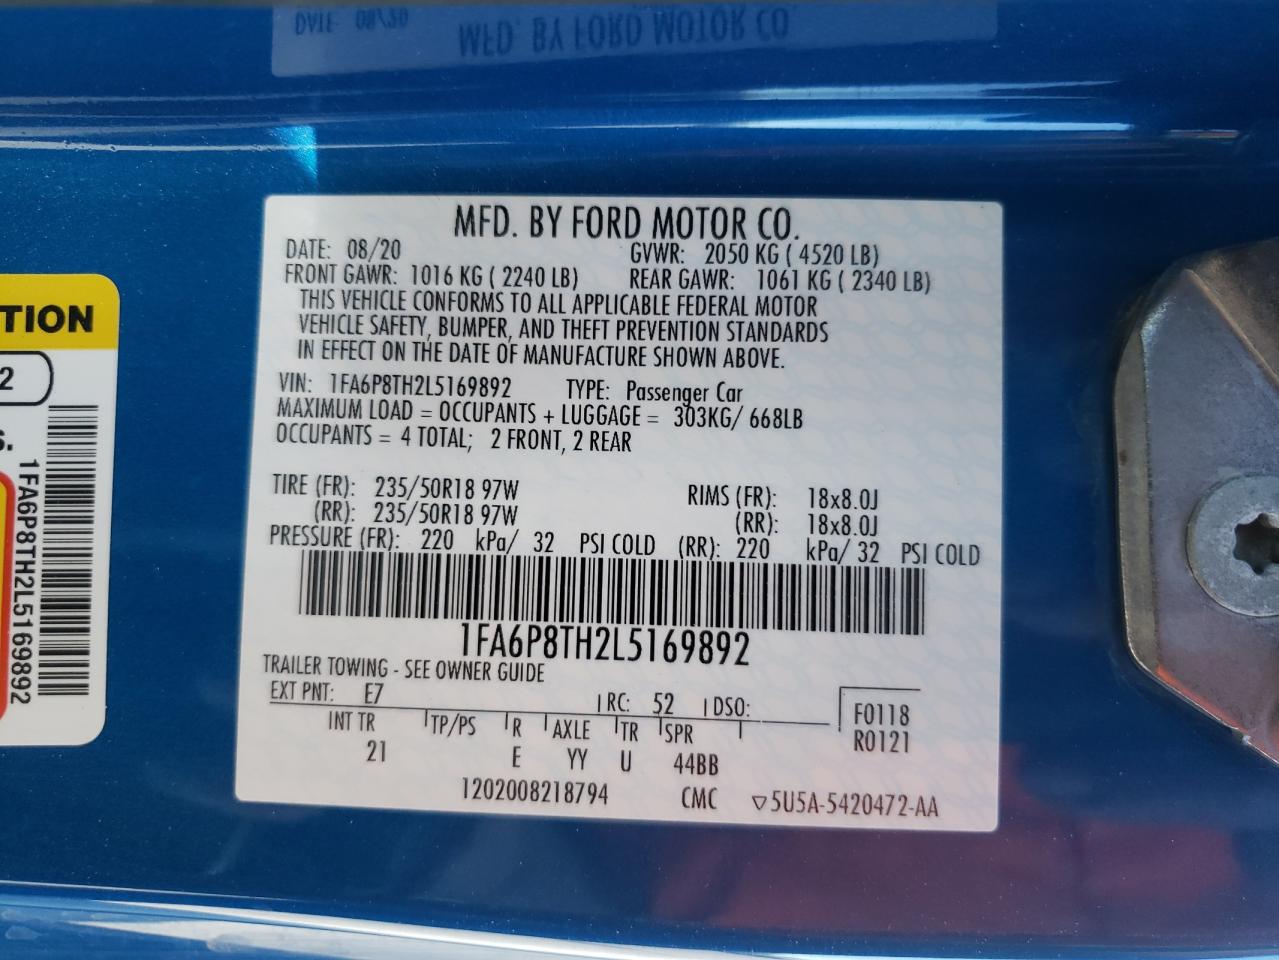 MFD. BY FORD MOTOR CO.
DATE: 08/20 GVWR: 2050 KG ( 4520 LB)
FRONT GAWR: 1016 KG ( 2240 LB) REAR GAWR: 1061 KG ( 2340 LB)
THIS VEHICLE CONFORMS TO ALL APPLICABLE FEDERAL MOTOR
VEHICLE SAFETY, BUMPER, AND THEFT PREVENTION STANDARDS
IN EFFECT ON THE DATE OF MANUFACTURE SHOWN ABOVE.
VIN: 1FA6P8TH2L5169892 TYPE: Passenger Car
MAXIMUM LOAD = OCCUPANTS + LUGGAGE = 303KG/ 668LB
OCCUPANTS = 4 TOTAL; 2 FRONT, 2 REAR
TIRE (FR): 235/50R18 97W RIMS (FR): 18x8.0J
(RR): 235/50R18 97W (RR): 18x8.0J
PRESSURE (FR): 220 kPa/ 32 PSI COLD (RR): 220 kPa/ 32 PSI COLD
1FA6P8TH2L5169892
TRAILER TOWING - SEE OWNER GUIDE
EXT PNT: E7 RC: 52 DSO: F0118
INT TR TP/PS R AXLE TR SPR R0121
21 E YY U 44BB
1202008218794 CMC ▽5U5A-5420472-AA
TION
2
S.
1FA6P8TH2L5169892